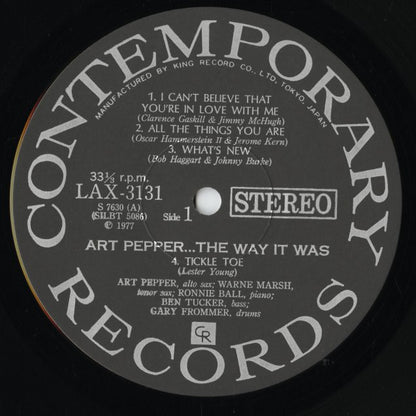 CONTEMPORARY RECORDS
MANUFACTURED BY KING RECORD CO., LTD. TOKYO, JAPAN
1. I CAN'T BELIEVE THAT
YOU'RE IN LOVE WITH ME
(Clarence Gaskill & Jimmy McHugh)
2. ALL THE THINGS YOU ARE
(Oscar Hammerstein II & Jerome Kern)
3. WHAT'S NEW
(Bob Haggart & Johnny Burke)
33⅓ r.p.m.
LAX-3131
S 7630 (A)
(SILBT 5086)
Side 1
℗ 1977
STEREO
ART PEPPER...THE WAY IT WAS
4. TICKLE TOE
(Lester Young)
ART PEPPER, alto sax; WARNE MARSH,
tenor sax; RONNIE BALL, piano;
BEN TUCKER, bass;
GARY FROMMER, drums
CR